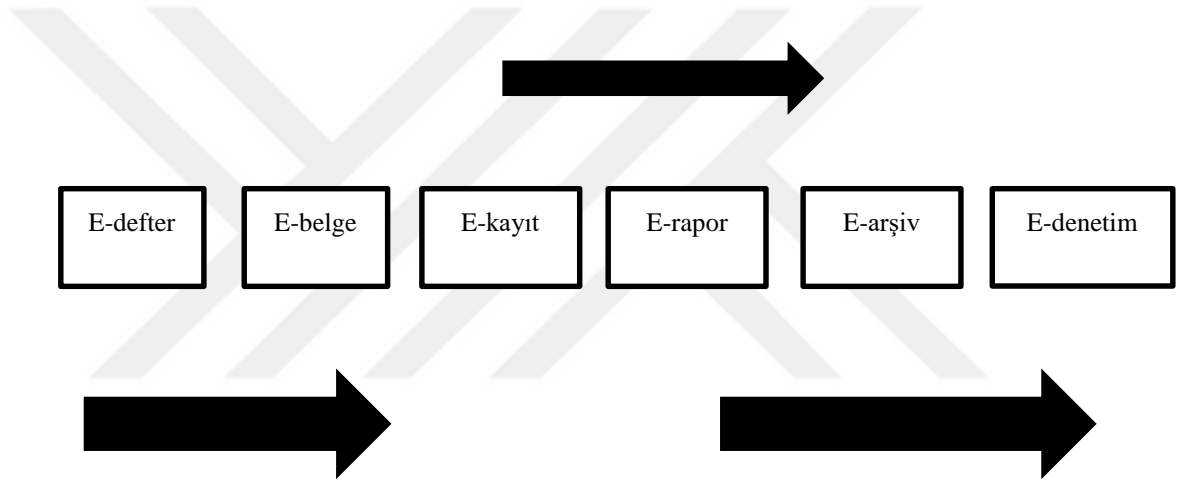 E-defter
E-belge
E-kayıt
E-rapor
E-arşiv
E-denetim